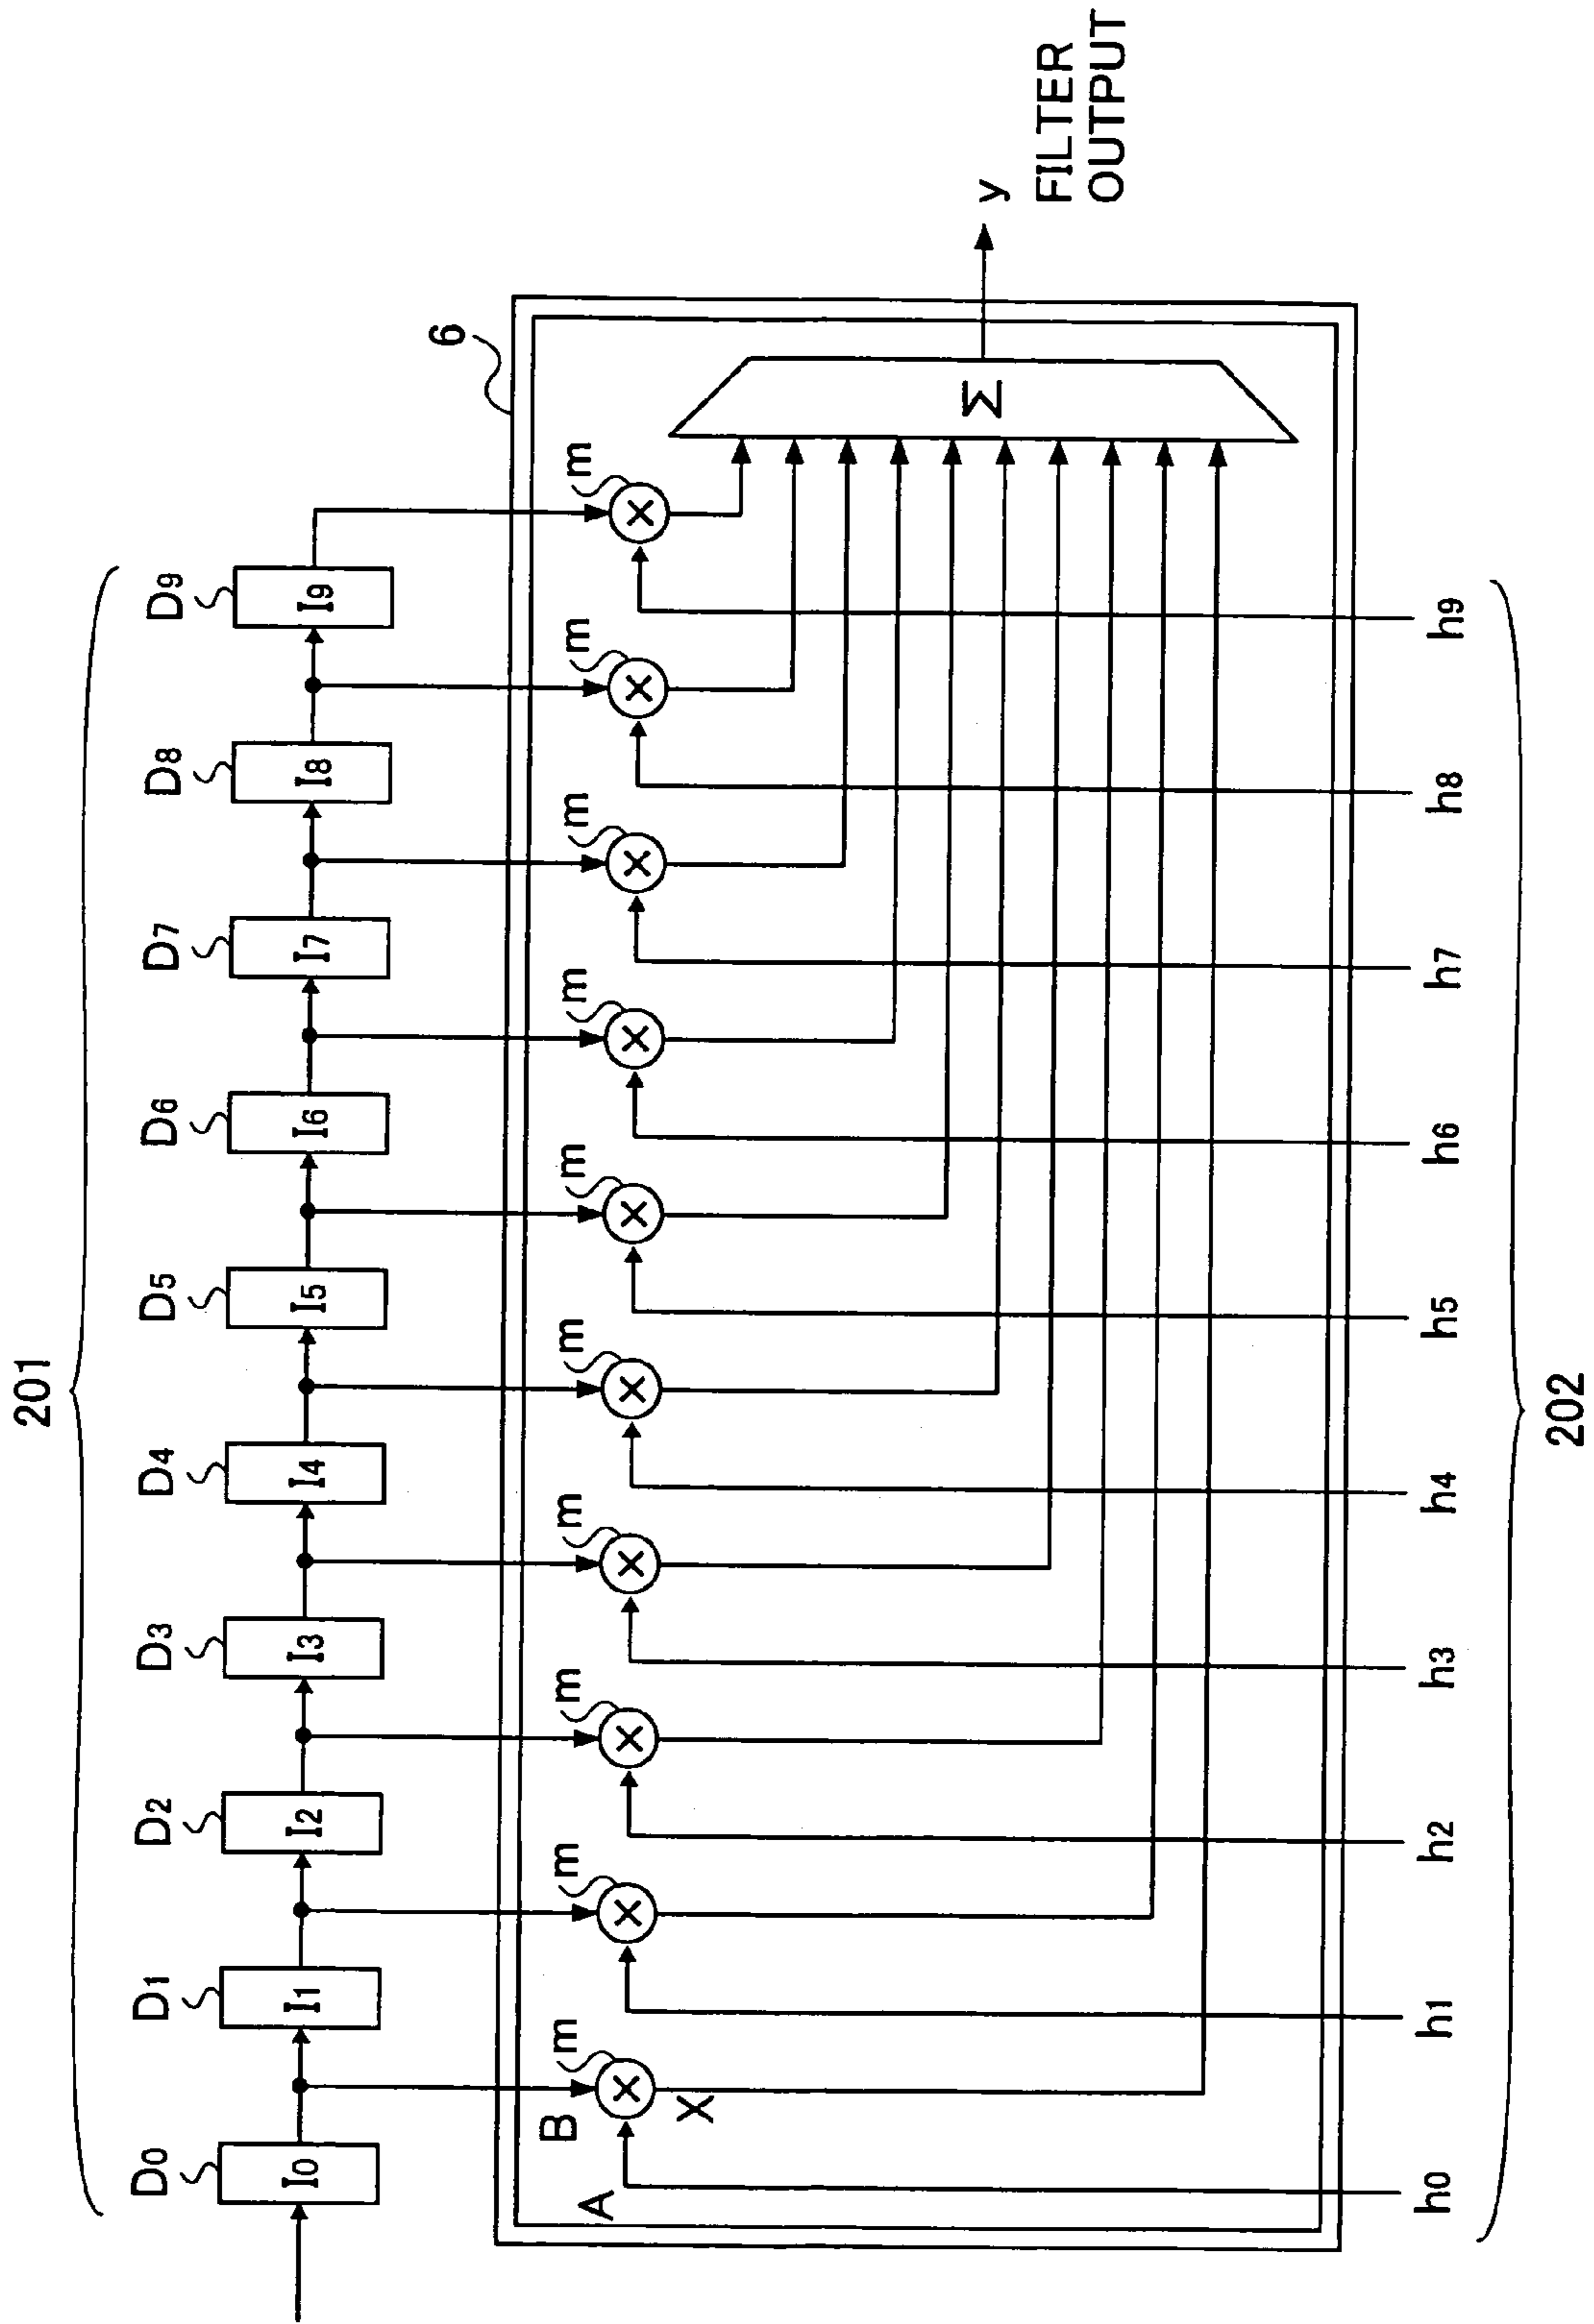 201
D0 D1 D2 D3 D4 D5 D6 D7 D8 D9
I0 I1 I2 I3 I4 I5 I6 I7 I8 I9
6
m m m m m m m m m m
B
× × × × × × × × × ×
A
X
Σ
y
FILTER
OUTPUT
h0 h1 h2 h3 h4 h5 h6 h7 h8 h9
202